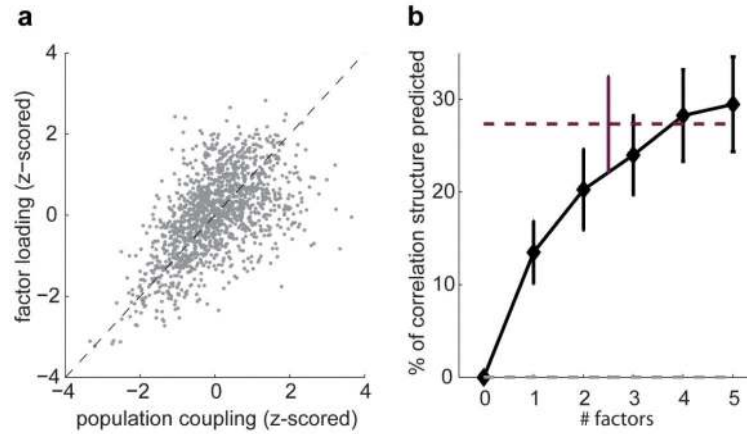 a
4
2
0
−2
−4
−4 −2 0 2 4
factor loading (z−scored)
population coupling (z-scored)
b
30
20
10
0
0 1 2 3 4 5
% of correlation structure predicted
# factors